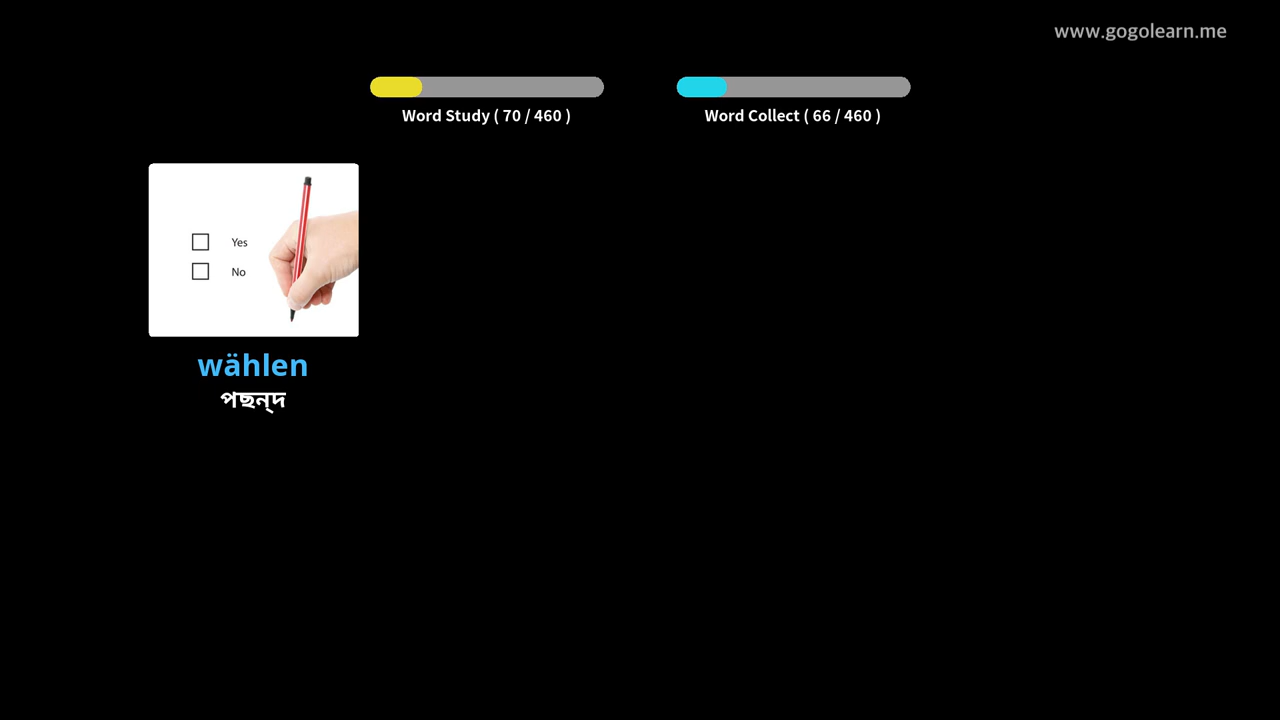 www.gogolearn.me
Word Study ( 70 / 460 )
Word Collect ( 66 / 460 )
Yes
No
wählen
পছন্দ